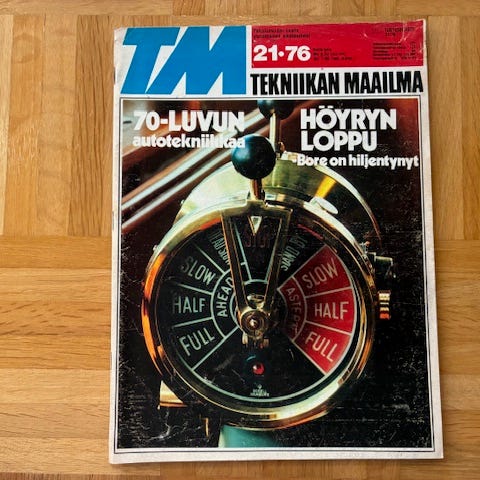 TM
21•76
TEKNIIKAN MAAILMA
70-LUVUN
autotekniikkaa
HÖYRYN
LOPPU
-Bore on hiljentynyt
STOP
STAND BY
SLOW
HALF
FULL
AHEAD
SLOW
HALF
FULL
ASTERN